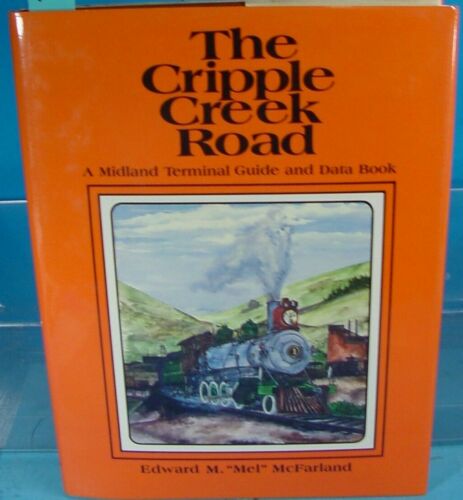 The
Cripple
Creek
Road
A Midland Terminal Guide and Data Book
Edward M. "Mel" McFarland